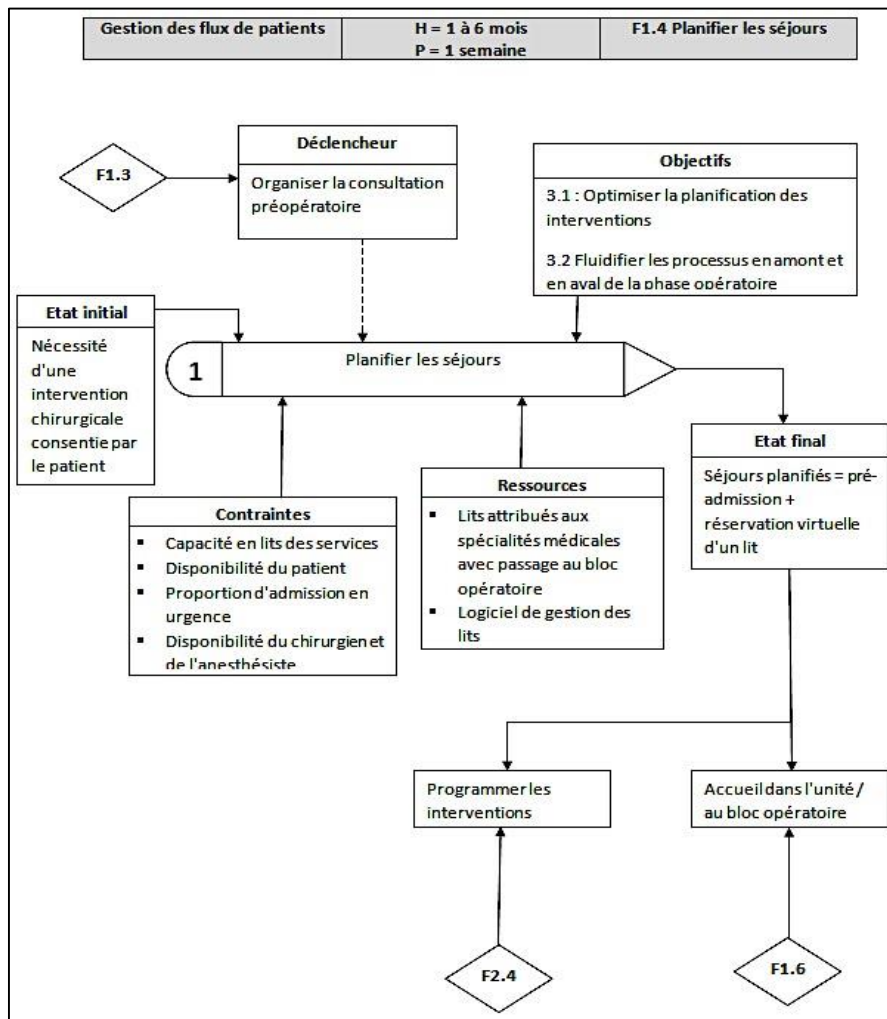 Gestion des flux de patients
H = 1 à 6 mois
P = 1 semaine
F1.4 Planifier les séjours
F1.3
Déclencheur
Organiser la consultation
préopératoire
Objectifs
3.1 : Optimiser la planification des
interventions
3.2 Fluidifier les processus en amont et
en aval de la phase opératoire
Etat initial
Nécessité
d'une
intervention
chirurgicale
consentie par
le patient
1
Planifier les séjours
Contraintes
▪ Capacité en lits des services
▪ Disponibilité du patient
▪ Proportion d'admission en
urgence
▪ Disponibilité du chirurgien et
de l'anesthésiste
Ressources
▪ Lits attribués aux
spécialités médicales
avec passage au bloc
opératoire
▪ Logiciel de gestion des
lits
Etat final
Séjours planifiés = pré-
admission +
réservation virtuelle
d'un lit
Programmer les
interventions
Accueil dans l'unité /
au bloc opératoire
F2.4
F1.6